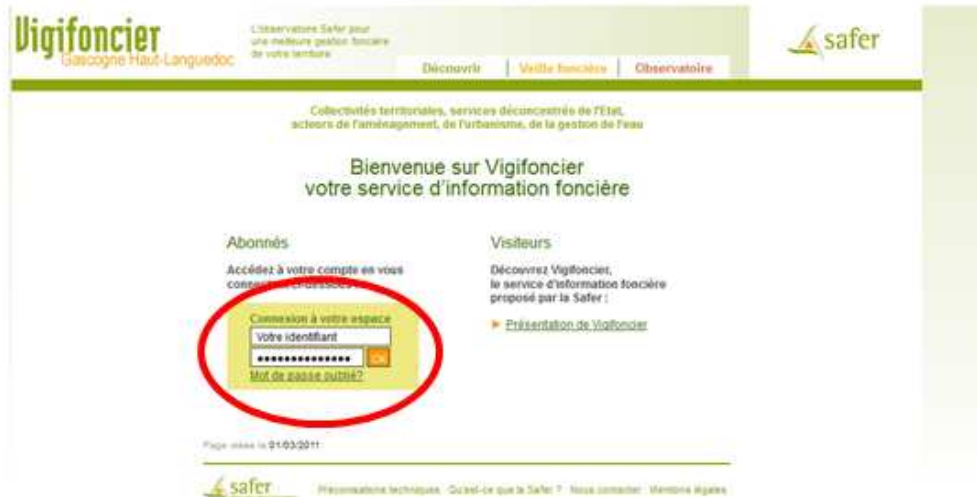 Vigifoncier
Gascogne Haut-Languedoc
L'observatoire Safer pour
une meilleure gestion foncière
de votre territoire
safer
Découvrir | Veille foncière | Observatoire
Collectivités territoriales, services déconcentrés de l'Etat,
acteurs de l'aménagement, de l'urbanisme, de la gestion de l'eau
Bienvenue sur Vigifoncier
votre service d'information foncière
Abonnés
Accédez à votre compte en vous
Connexion à votre espace
Votre identifiant
••••••••••••••
OK
Mot de passe oublié?
Visiteurs
Découvrez Vigifoncier,
le service d'information foncière
proposé par la Safer :
Présentation de Vigifoncier
Page mise le 01/03/2011
safer
Préconisations techniques Qu'est-ce que la Safer ? Nous contacter Mentions légales